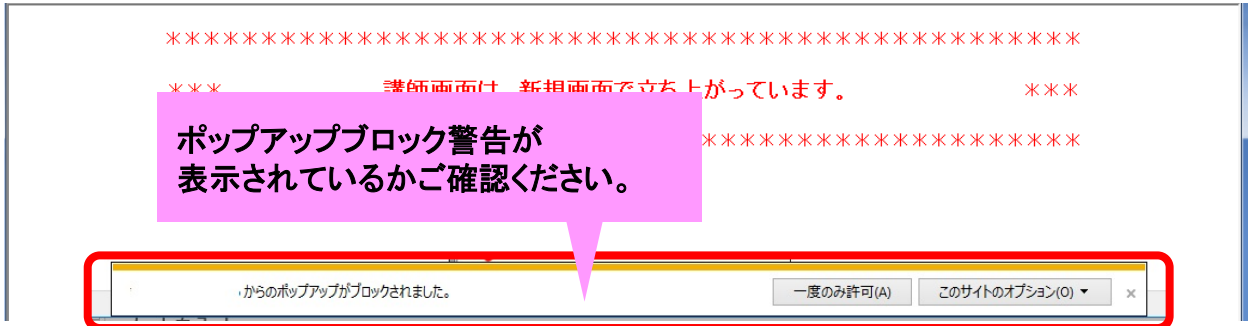 ＊＊＊＊＊＊＊＊＊＊＊＊＊＊＊＊＊＊＊＊＊＊＊＊＊＊＊＊＊＊＊＊＊＊＊＊＊＊＊＊＊＊＊＊＊＊＊＊
＊＊＊ 講師画面は、新規画面で立ち上がっています。 ＊＊＊
＊＊＊＊＊＊＊＊＊＊＊＊＊＊＊＊＊＊＊＊
ポップアップブロック警告が
表示されているかご確認ください。
からのポップアップがブロックされました。 一度のみ許可(A) このサイトのオプション(O) ▼ ×